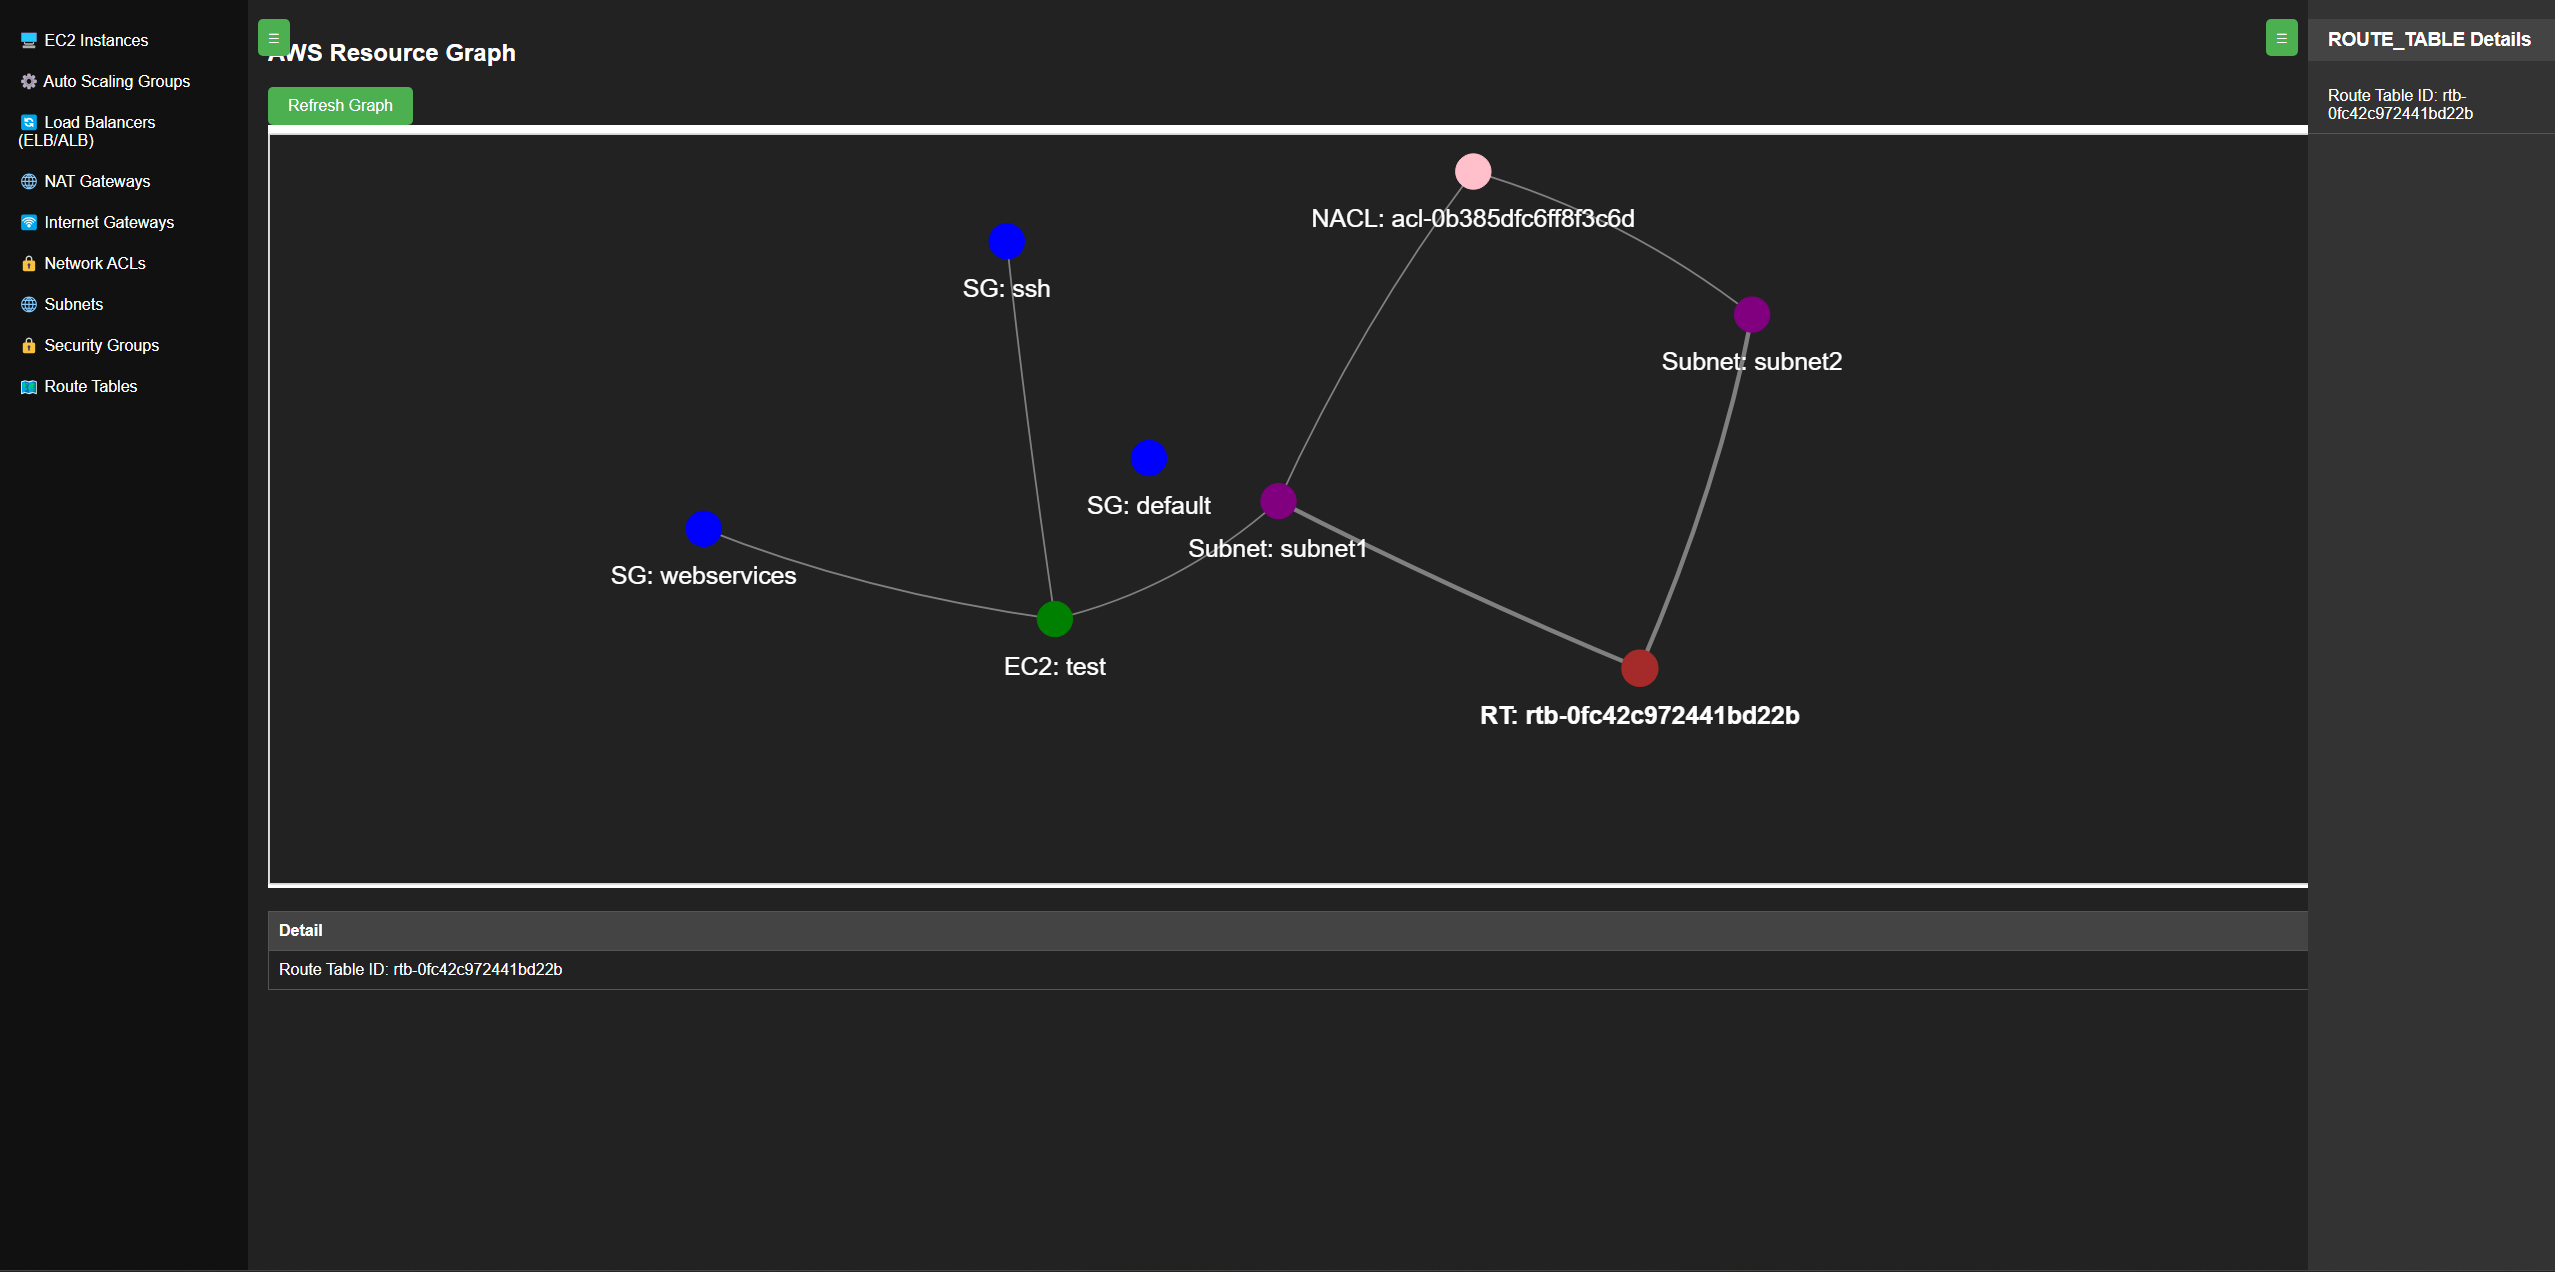 EC2 Instances
Auto Scaling Groups
Load Balancers
(ELB/ALB)
NAT Gateways
Internet Gateways
Network ACLs
Subnets
Security Groups
Route Tables
☰
AWS Resource Graph
Refresh Graph
☰
NACL: acl-0b385dfc6ff8f3c6d
SG: ssh
Subnet: subnet2
SG: default
Subnet: subnet1
SG: webservices
EC2: test
RT: rtb-0fc42c972441bd22b
Detail
Route Table ID: rtb-0fc42c972441bd22b
ROUTE_TABLE Details
Route Table ID: rtb-
0fc42c972441bd22b